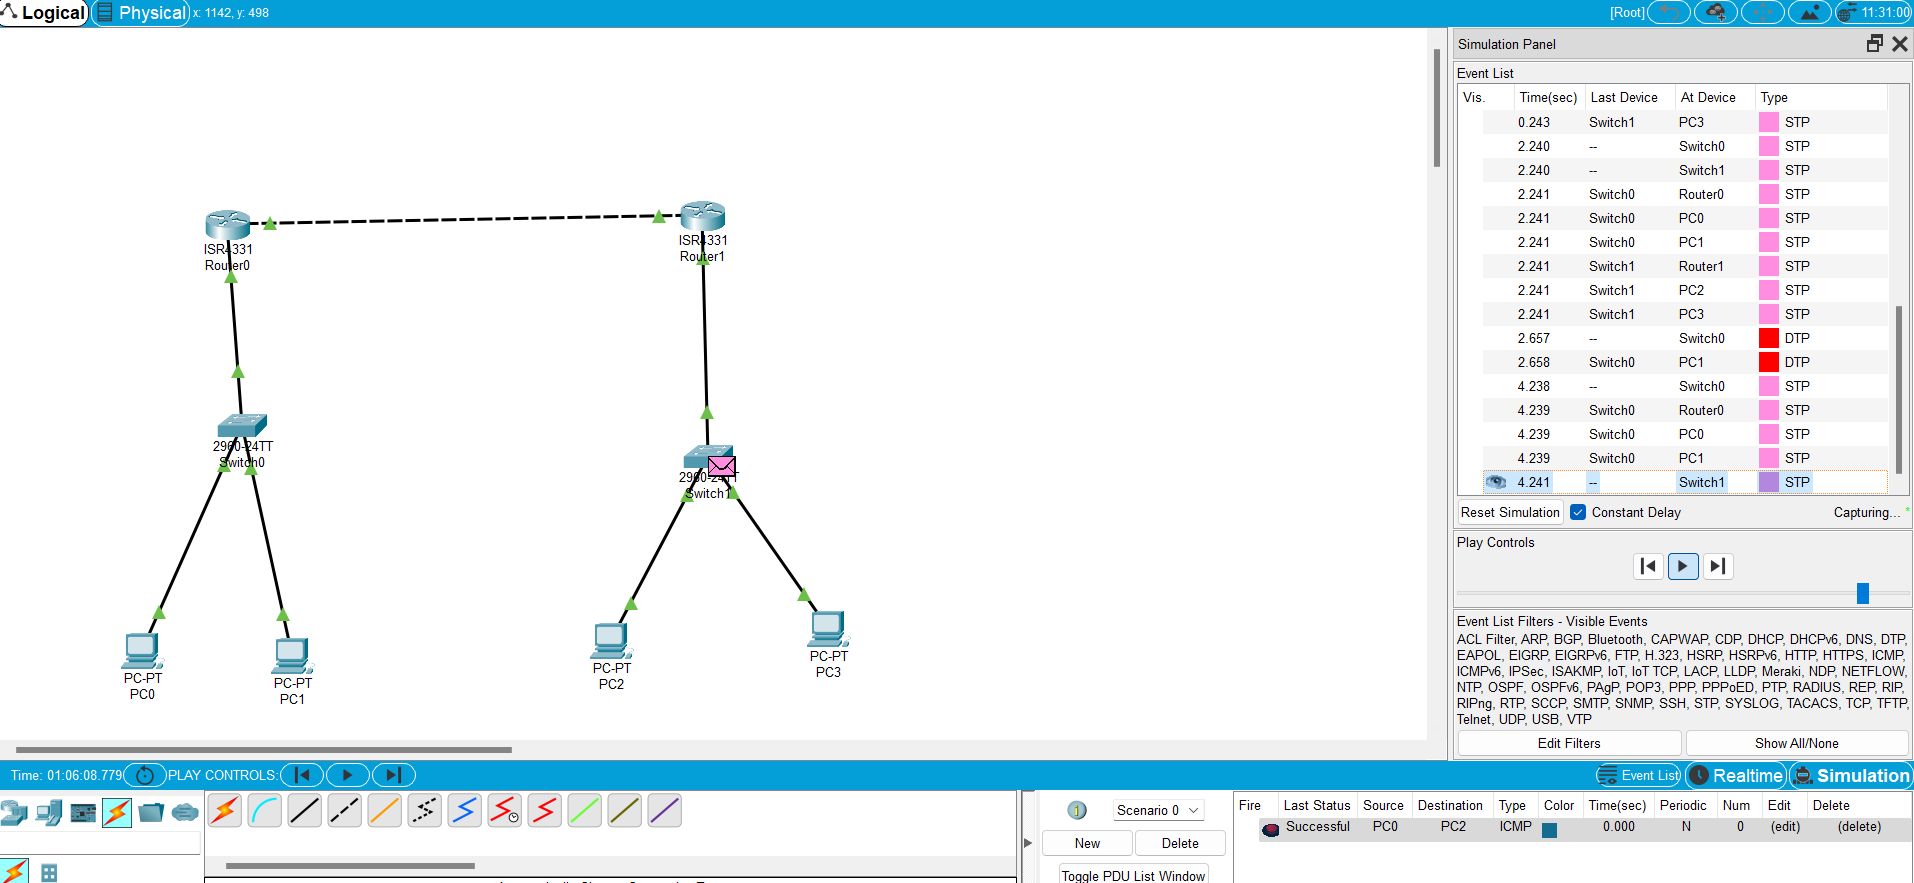 Logical Physical x: 1142, y: 498 [Root] 11:31:00
Simulation Panel
Event List
Vis. Time(sec) Last Device At Device Type
0.243 Switch1 PC3 STP
2.240 -- Switch0 STP
2.240 -- Switch1 STP
2.241 Switch0 Router0 STP
2.241 Switch0 PC0 STP
2.241 Switch0 PC1 STP
2.241 Switch1 Router1 STP
2.241 Switch1 PC2 STP
2.241 Switch1 PC3 STP
2.657 -- Switch0 DTP
2.658 Switch0 PC1 DTP
4.238 -- Switch0 STP
4.239 Switch0 Router0 STP
4.239 Switch0 PC0 STP
4.239 Switch0 PC1 STP
4.241 -- Switch1 STP
Reset Simulation Constant Delay Capturing... *
Play Controls
Event List Filters - Visible Events
ACL Filter, ARP, BGP, Bluetooth, CAPWAP, CDP, DHCP, DHCPv6, DNS, DTP,
EAPOL, EIGRP, EIGRPv6, FTP, H.323, HSRP, HSRPv6, HTTP, HTTPS, ICMP,
ICMPv6, IPSec, ISAKMP, IoT, IoT TCP, LACP, LLDP, Meraki, NDP, NETFLOW,
NTP, OSPF, OSPFv6, PAgP, POP3, PPP, PPPoED, PTP, RADIUS, REP, RIP,
RIPng, RTP, SCCP, SMTP, SNMP, SSH, STP, SYSLOG, TACACS, TCP, TFTP,
Telnet, UDP, USB, VTP
Edit Filters Show All/None
ISR4331
Router0
ISR4331
Router1
2960-24TT
Switch0
2960-24TT
Switch1
PC-PT
PC0
PC-PT
PC1
PC-PT
PC2
PC-PT
PC3
Time: 01:06:08.779 PLAY CONTROLS: Event List Realtime Simulation
Scenario 0
New Delete
Toggle PDU List Window
Fire Last Status Source Destination Type Color Time(sec) Periodic Num Edit Delete
Successful PC0 PC2 ICMP 0.000 N 0 (edit) (delete)